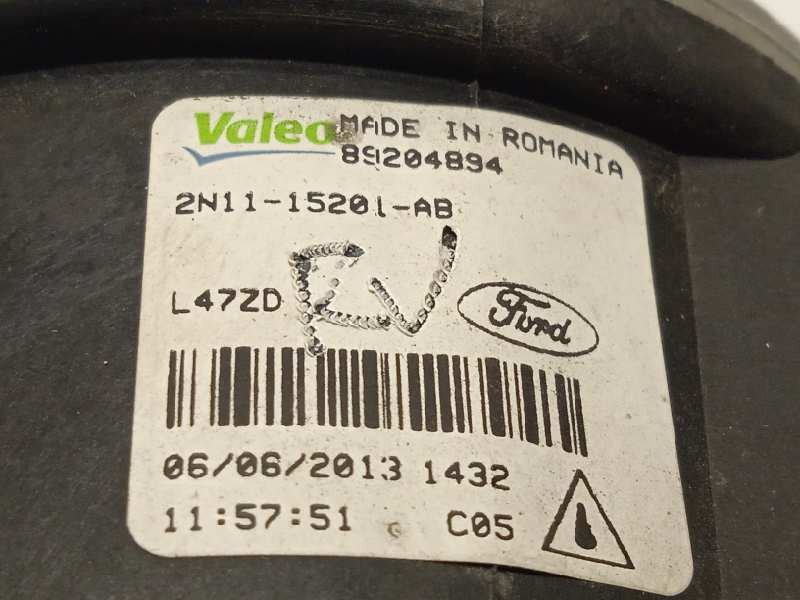 Valeo MADE IN ROMANIA
89204894
2N11-15201-AB
L47ZD
Ford
06/06/2013 1432
11:57:51 C05